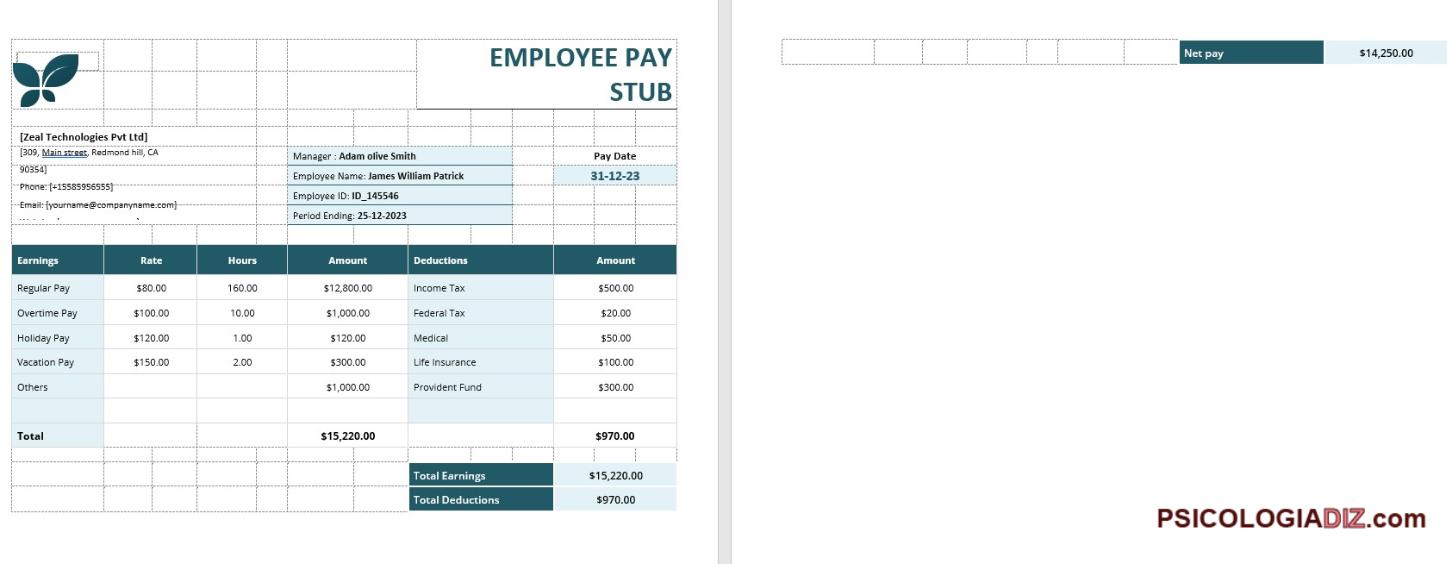 EMPLOYEE PAY
STUB
[Zeal Technologies Pvt Ltd]
[309, Main street, Redmond hill, CA
90354]
Phone: [+15585956555]
Email: [yourname@companyname.com]
Manager : Adam olive Smith
Employee Name: James William Patrick
Employee ID: ID_145546
Period Ending: 25-12-2023
Pay Date
31-12-23
Earnings Rate Hours Amount Deductions Amount
Regular Pay $80.00 160.00 $12,800.00 Income Tax $500.00
Overtime Pay $100.00 10.00 $1,000.00 Federal Tax $20.00
Holiday Pay $120.00 1.00 $120.00 Medical $50.00
Vacation Pay $150.00 2.00 $300.00 Life Insurance $100.00
Others $1,000.00 Provident Fund $300.00
Total $15,220.00 $970.00
Total Earnings $15,220.00
Total Deductions $970.00
Net pay $14,250.00
PSICOLOGIADIZ.com